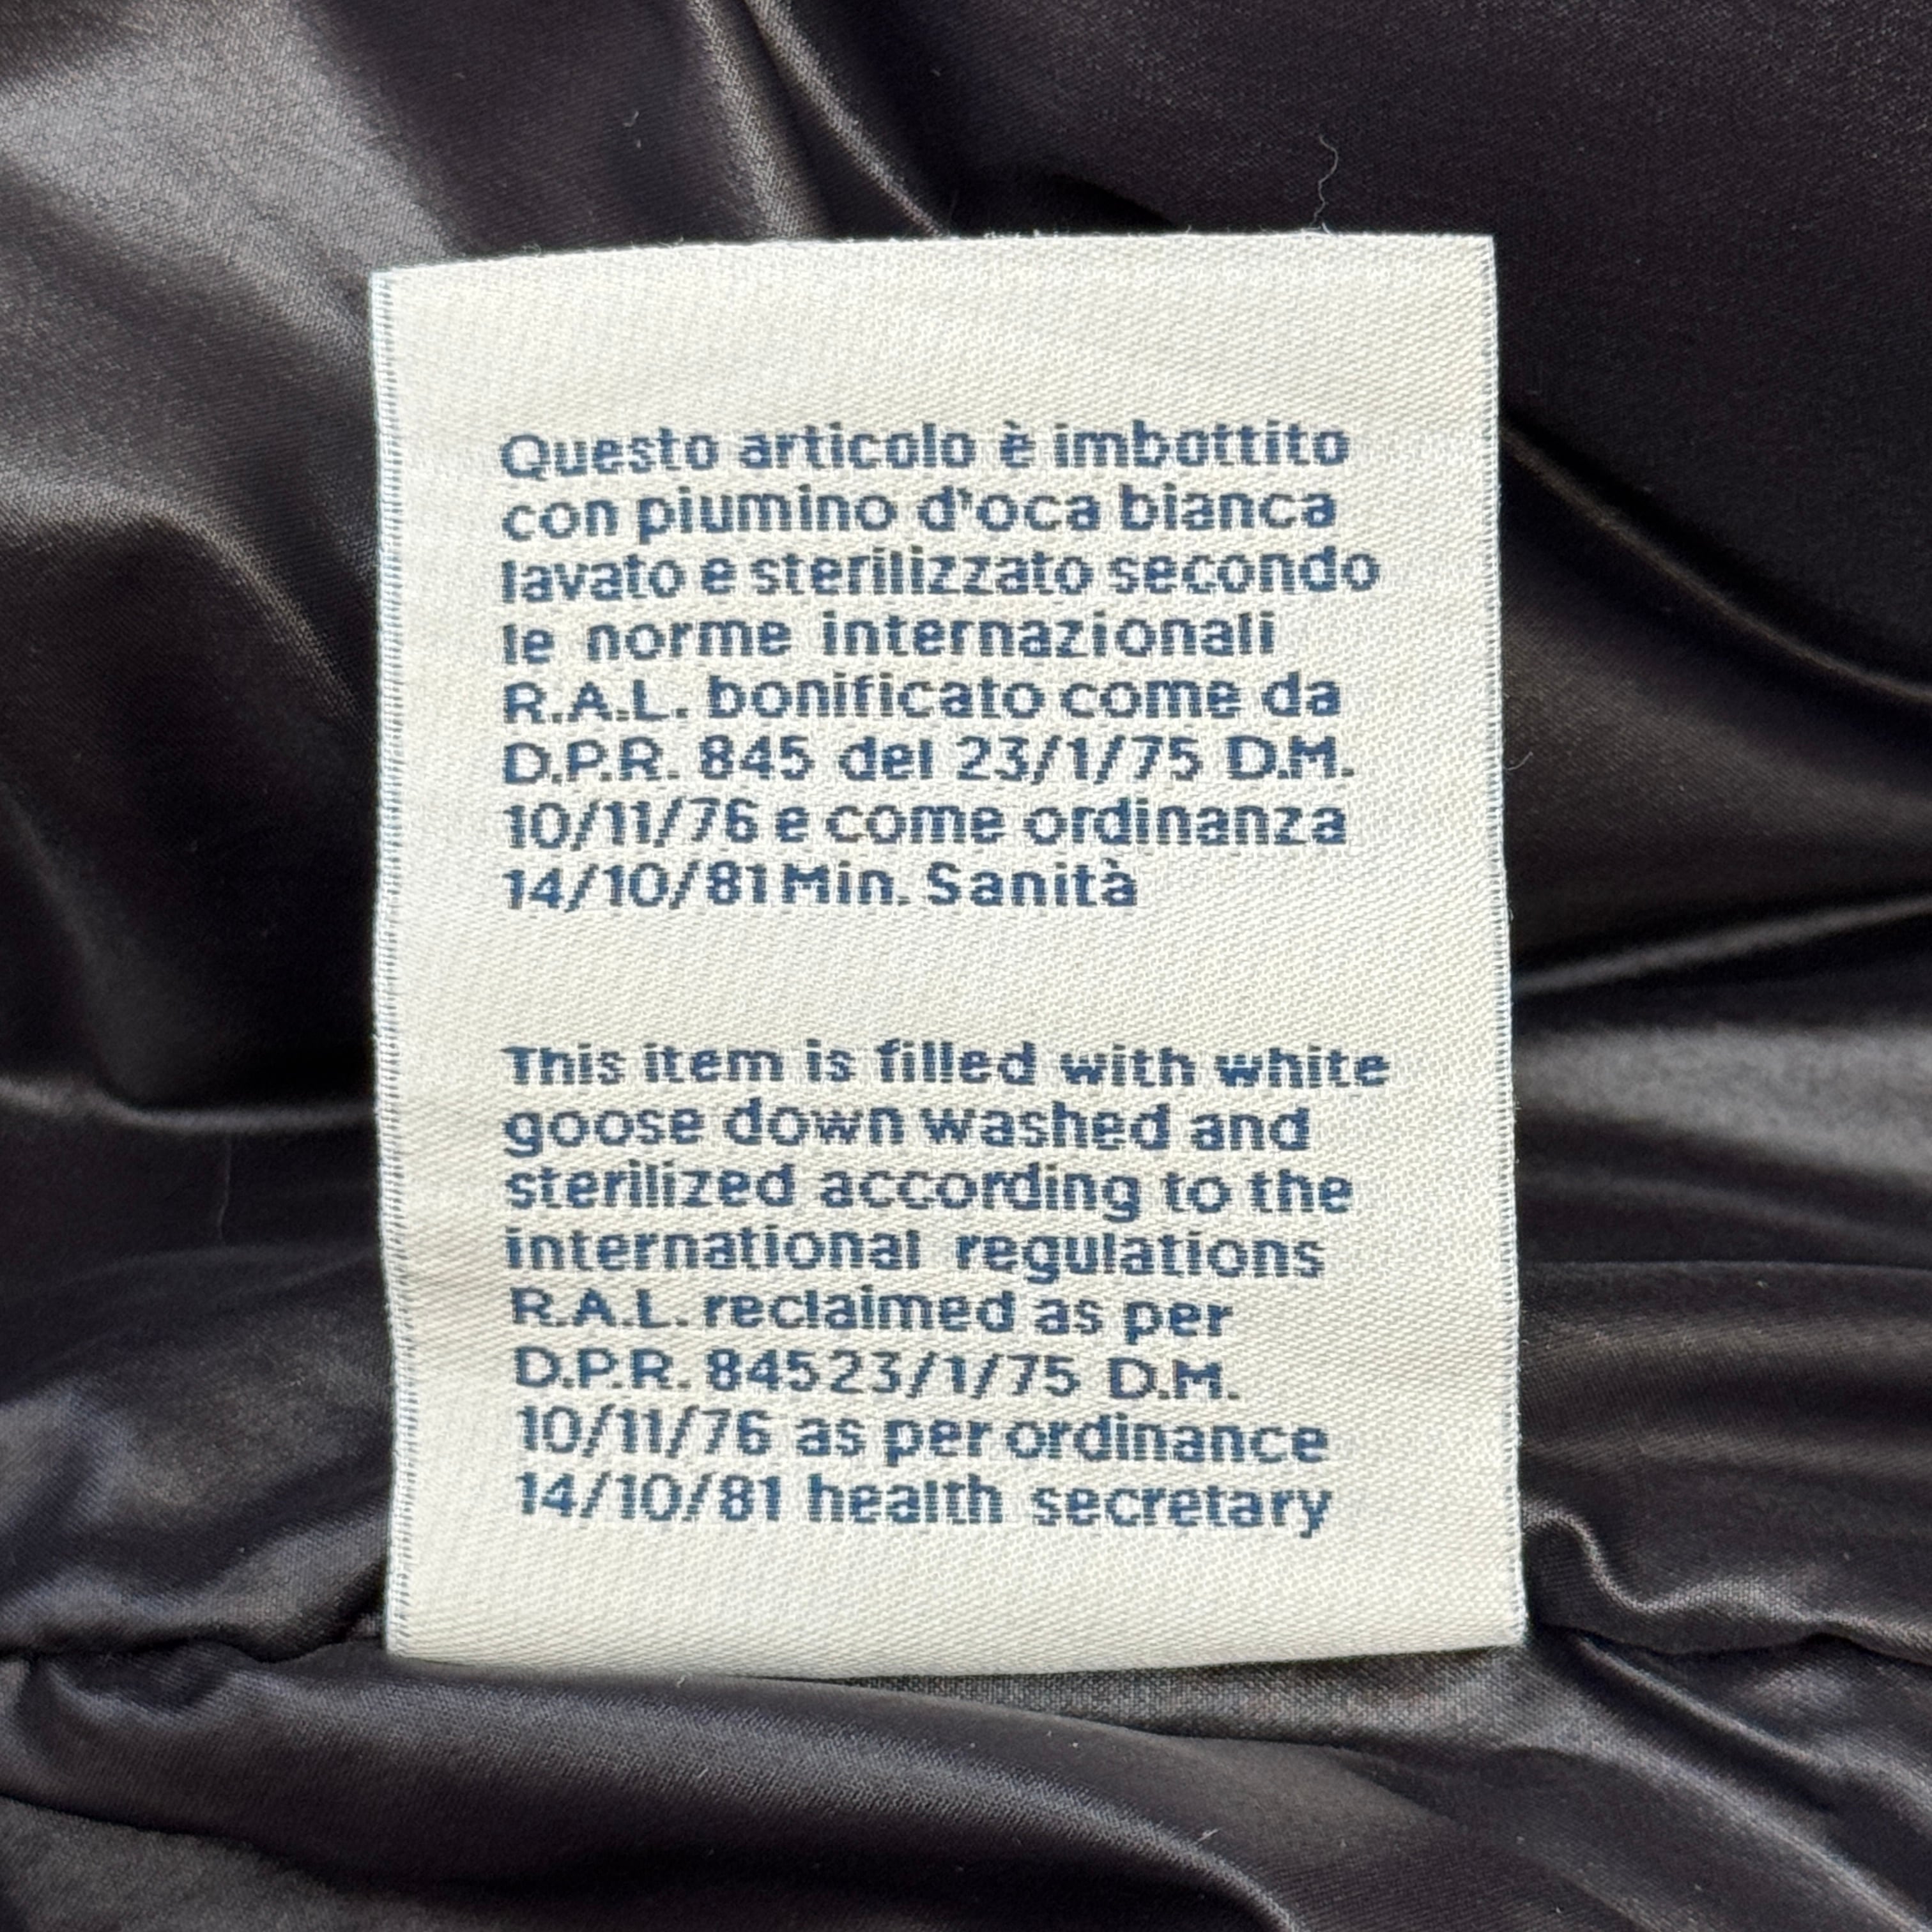 Questo articolo è imbottito
con piumino d'oca bianca
lavato e sterilizzato secondo
le norme internazionali
R.A.L. bonificato come da
D.P.R. 845 del 23/1/75 D.M.
10/11/76 e come ordinanza
14/10/81 Min. Sanità
This item is filled with white
goose down washed and
sterilized according to the
international regulations
R.A.L. reclaimed as per
D.P.R. 845 23/1/75 D.M.
10/11/76 as per ordinance
14/10/81 health secretary